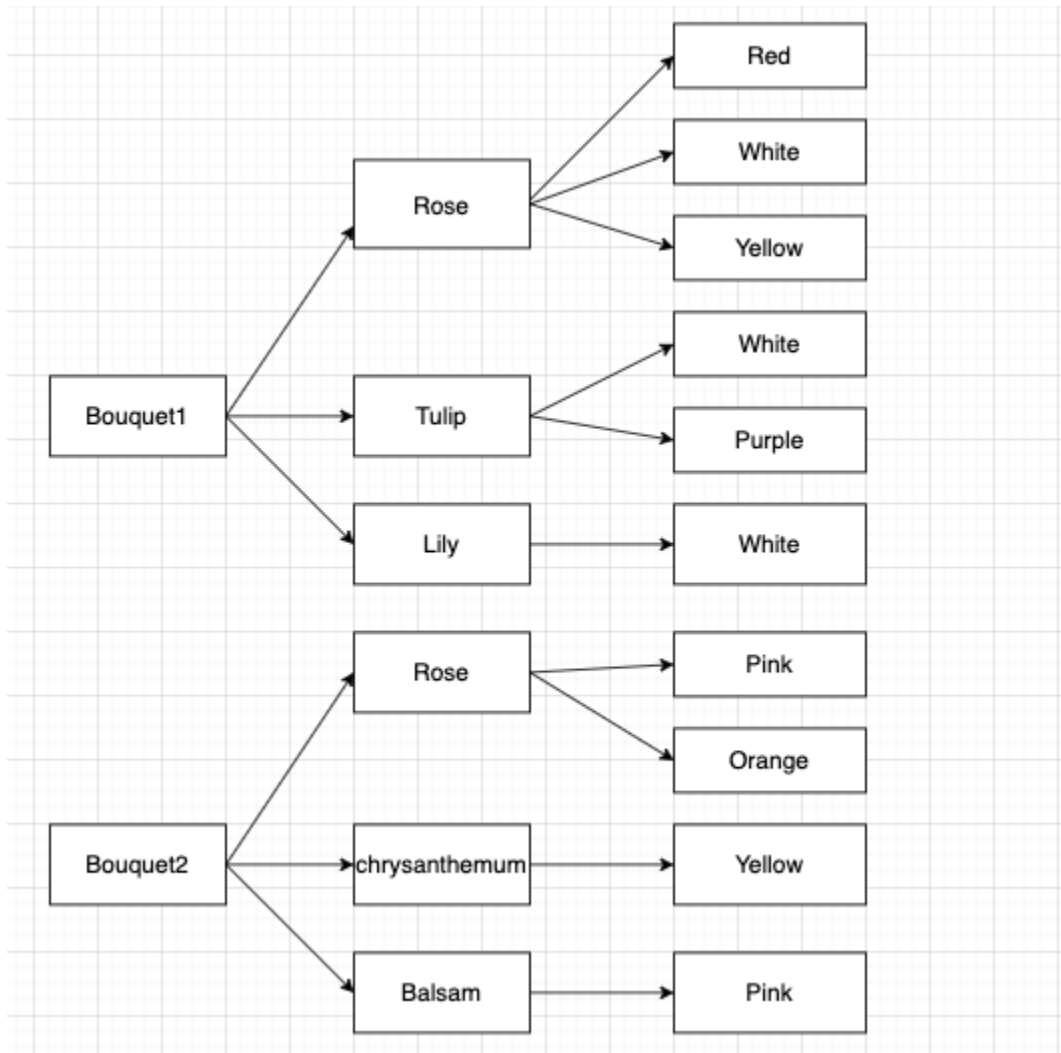 Red
White
Rose
Yellow
White
Bouquet1
Tulip
Purple
Lily
White
Rose
Pink
Orange
Bouquet2
chrysanthemum
Yellow
Balsam
Pink